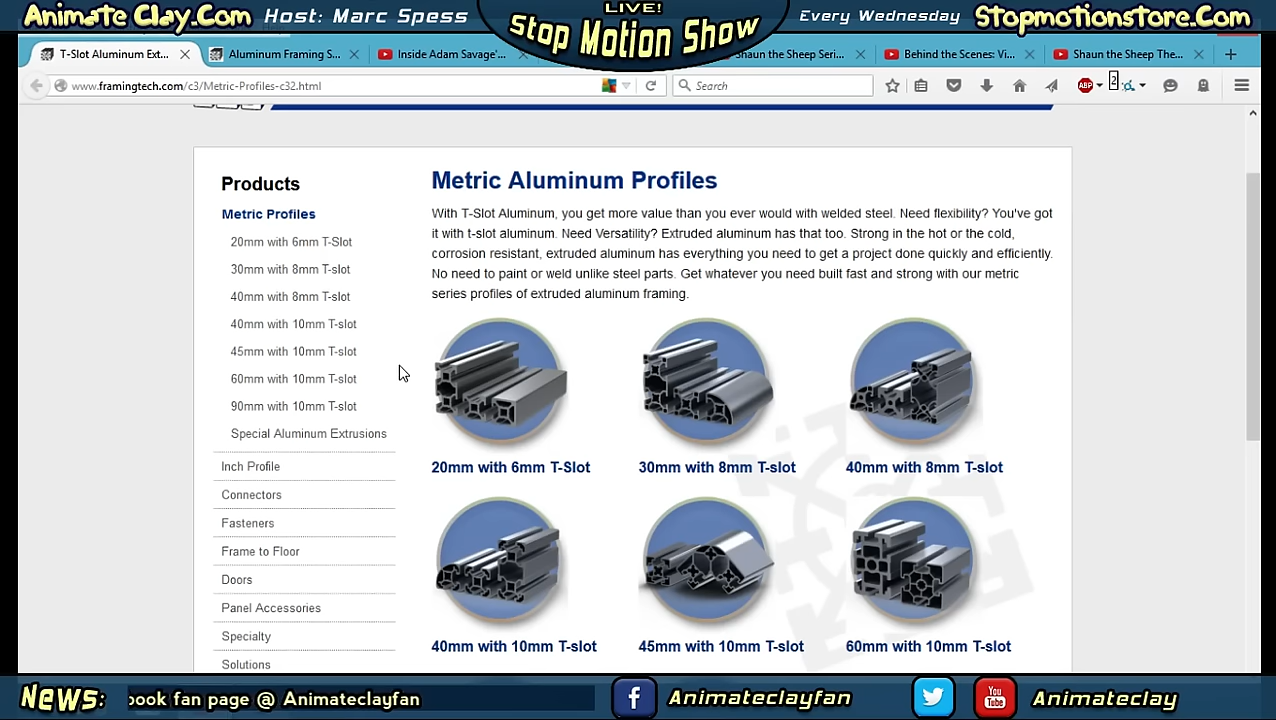 Animate Clay.Com
Host: Marc Spess
LIVE!
Stop Motion Show
Every Wednesday
Stopmotionstore.Com
T-Slot Aluminum Ext...
Aluminum Framing S...
Inside Adam Savage'...
Shaun the Sheep Seri...
Behind the Scenes: Vi...
Shaun the Sheep The...
www.framingtech.com/c3/Metric-Profiles-c32.html
Search
ABP
2
Products
Metric Profiles
20mm with 6mm T-Slot
30mm with 8mm T-slot
40mm with 8mm T-slot
40mm with 10mm T-slot
45mm with 10mm T-slot
60mm with 10mm T-slot
90mm with 10mm T-slot
Special Aluminum Extrusions
Inch Profile
Connectors
Fasteners
Frame to Floor
Doors
Panel Accessories
Specialty
Solutions
Metric Aluminum Profiles
With T-Slot Aluminum, you get more value than you ever would with welded steel. Need flexibility? You've got
it with t-slot aluminum. Need Versatility? Extruded aluminum has that too. Strong in the hot or the cold,
corrosion resistant, extruded aluminum has everything you need to get a project done quickly and efficiently.
No need to paint or weld unlike steel parts. Get whatever you need built fast and strong with our metric
series profiles of extruded aluminum framing.
20mm with 6mm T-Slot
30mm with 8mm T-slot
40mm with 8mm T-slot
40mm with 10mm T-slot
45mm with 10mm T-slot
60mm with 10mm T-slot
News:
book fan page @ Animateclayfan
Animateclayfan
You
Tube
Animateclay